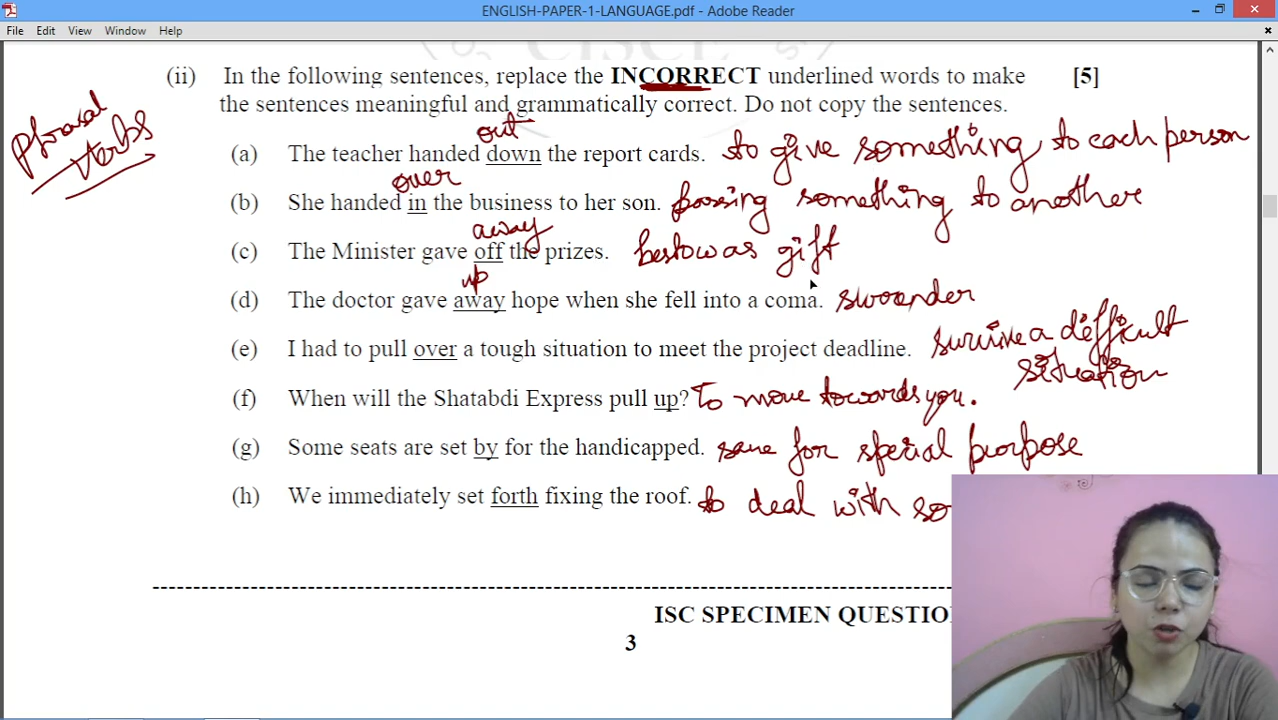 ENGLISH-PAPER-1-LANGUAGE.pdf - Adobe Reader
File Edit View Window Help
(ii) In the following sentences, replace the INCORRECT underlined words to make [5]
the sentences meaningful and grammatically correct. Do not copy the sentences.
Phrasal
verbs
out
(a) The teacher handed down the report cards. to give something to each person
over
(b) She handed in the business to her son. passing something to another
away
(c) The Minister gave off the prizes. bestow as gift
up
(d) The doctor gave away hope when she fell into a coma.
(e) I had to pull over a tough situation to meet the project deadline. survive a difficult
situation
(f) When will the Shatabdi Express pull up? To move towards you.
(g) Some seats are set by for the handicapped. save for special purpose
(h) We immediately set forth fixing the roof. to deal with so
ISC SPECIMEN QUESTIO
3